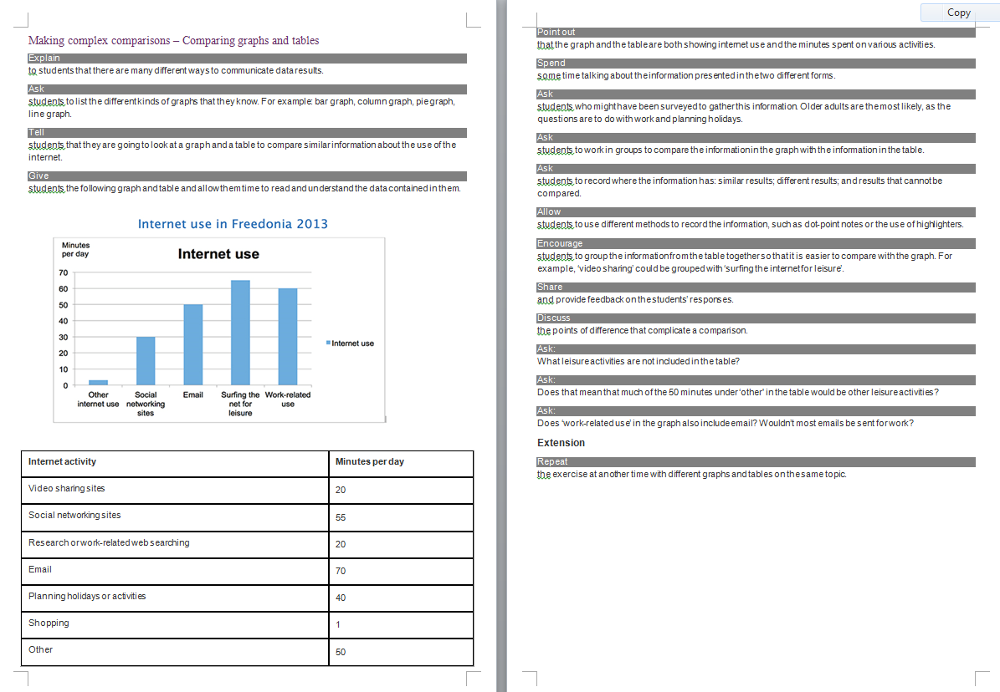 Making complex comparisons – Comparing graphs and tables
Explain
to students that there are many different ways to communicate data results.
Ask
students to list the different kinds of graphs that they know. For example: bar graph, column graph, pie graph,
line graph.
Tell
students that they are going to look at a graph and a table to compare similar information about the use of the
internet.
Give
students the following graph and table and allow them time to read and understand the data contained in them.
Internet use in Freedonia 2013
Minutes
per day
Internet use
70
60
50
40
30
20
10
0
Internet use
Other
internet use
Social
networking
sites
Email
Surfing the
net for
leisure
Work-related
use
Internet activity Minutes per day
Video sharing sites 20
Social networking sites 55
Research or work-related web searching 20
Email 70
Planning holidays or activities 40
Shopping 1
Other 50
Copy
Point out
that the graph and the table are both showing internet use and the minutes spent on various activities.
Spend
some time talking about the information presented in the two different forms.
Ask
students who might have been surveyed to gather this information. Older adults are the most likely, as the
questions are to do with work and planning holidays.
Ask
students to work in groups to compare the information in the graph with the information in the table.
Ask
students to record where the information has: similar results; different results; and results that cannot be
compared.
Allow
students to use different methods to record the information, such as dot-point notes or the use of highlighters.
Encourage
students to group the information from the table together so that it is easier to compare with the graph. For
example, ‘video sharing’ could be grouped with ‘surfing the internet for leisure’.
Share
and provide feedback on the students’ responses.
Discuss
the points of difference that complicate a comparison.
Ask:
What leisure activities are not included in the table?
Ask:
Does that mean that much of the 50 minutes under ‘other’ in the table would be other leisure activities?
Ask:
Does ‘work-related use’ in the graph also include email? Wouldn’t most emails be sent for work?
Extension
Repeat
the exercise at another time with different graphs and tables on the same topic.